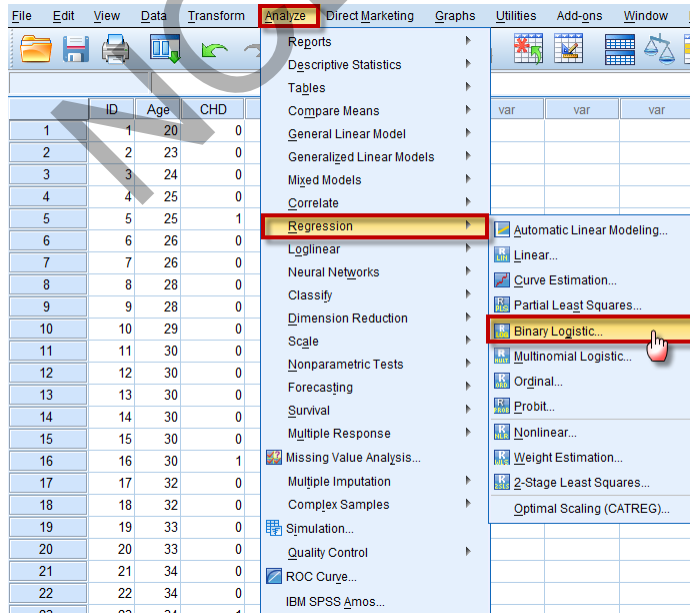 File Edit View Data Transform Analyze Direct Marketing Graphs Utilities Add-ons Window
ID Age CHD var var var
1 1 20 0
2 2 23 0
3 3 24 0
4 4 25 0
5 5 25 1
6 6 26 0
7 7 26 0
8 8 28 0
9 9 28 0
10 10 29 0
11 11 30 0
12 12 30 0
13 13 30 0
14 14 30 0
15 15 30 0
16 16 30 1
17 17 32 0
18 18 32 0
19 19 33 0
20 20 33 0
21 21 34 0
22 22 34 0
Reports
Descriptive Statistics
Tables
Compare Means
General Linear Model
Generalized Linear Models
Mixed Models
Correlate
Regression
Loglinear
Neural Networks
Classify
Dimension Reduction
Scale
Nonparametric Tests
Forecasting
Survival
Multiple Response
Missing Value Analysis...
Multiple Imputation
Complex Samples
Simulation...
Quality Control
ROC Curve...
IBM SPSS Amos...
Automatic Linear Modeling...
Linear...
Curve Estimation...
Partial Least Squares...
Binary Logistic...
Multinomial Logistic...
Ordinal...
Probit...
Nonlinear...
Weight Estimation...
2-Stage Least Squares...
Optimal Scaling (CATREG)...